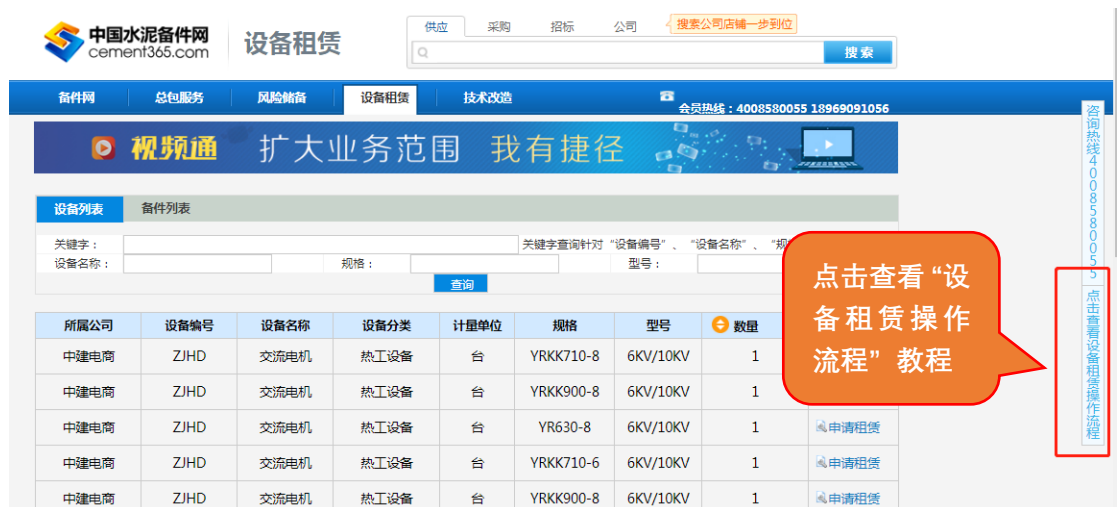 中国水泥备件网
cement365.com
设备租赁
供应 采购 招标 公司 搜索公司店铺一步到位
搜 索
备件网 总包服务 风险储备 设备租赁 技术改造
会员热线：4008580055 18969091056
视频通 扩大业务范围 我有捷径
设备列表 备件列表
关键字： 关键字查询针对 “设备编号” 、 “设备名称” 、 “规
设备名称： 规格： 型号：
查询
所属公司 设备编号 设备名称 设备分类 计量单位 规格 型号 数量
中建电商 ZJHD 交流电机 热工设备 台 YRKK710-8 6KV/10KV 1
中建电商 ZJHD 交流电机 热工设备 台 YRKK900-8 6KV/10KV 1
中建电商 ZJHD 交流电机 热工设备 台 YR630-8 6KV/10KV 1 申请租赁
中建电商 ZJHD 交流电机 热工设备 台 YRKK710-6 6KV/10KV 1 申请租赁
中建电商 ZJHD 交流电机 热工设备 台 YRKK900-8 6KV/10KV 1 申请租赁
点击查看 “设
备租赁操作
流程” 教程
咨询热线4008580055
点击查看设备租赁操作流程